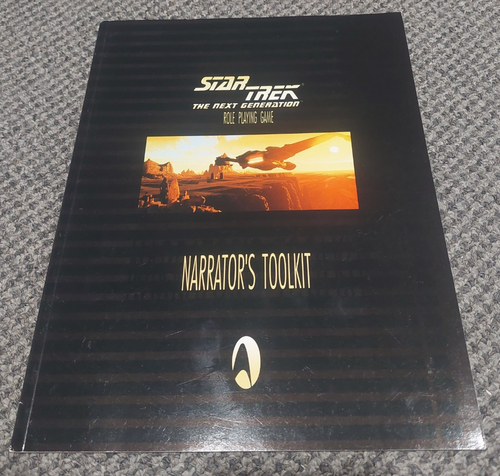 STAR
TREK
THE NEXT GENERATION
ROLE PLAYING GAME
NARRATOR'S TOOLKIT